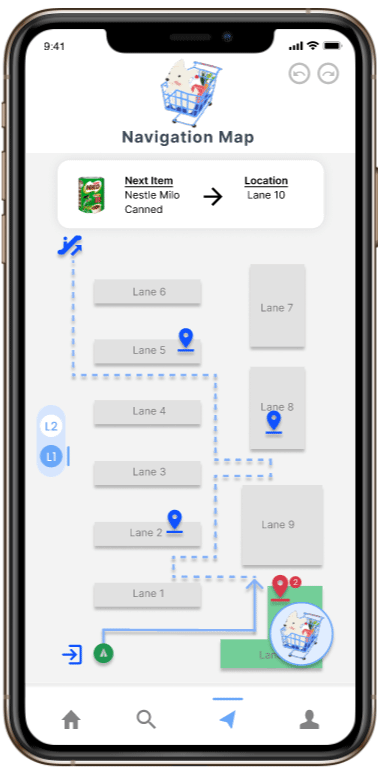 9:41
Navigation Map
Next Item
Location
Nestle Milo
Canned
Lane 10
MILO
Lane 6
Lane 7
Lane 5
Lane 8
Lane 4
L2
L1
Lane 3
Lane 9
Lane 2
2
Lane 1